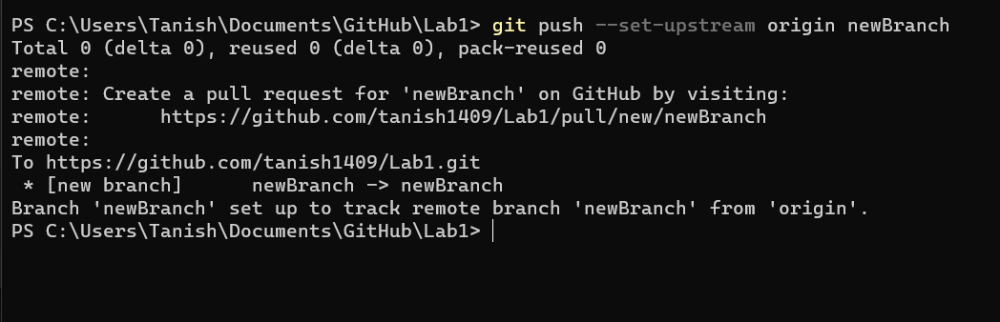 PS C:\Users\Tanish\Documents\GitHub\Lab1> git push --set-upstream origin newBranch
Total 0 (delta 0), reused 0 (delta 0), pack-reused 0
remote:
remote: Create a pull request for 'newBranch' on GitHub by visiting:
remote:      https://github.com/tanish1409/Lab1/pull/new/newBranch
remote:
To https://github.com/tanish1409/Lab1.git
 * [new branch]      newBranch -> newBranch
Branch 'newBranch' set up to track remote branch 'newBranch' from 'origin'.
PS C:\Users\Tanish\Documents\GitHub\Lab1>